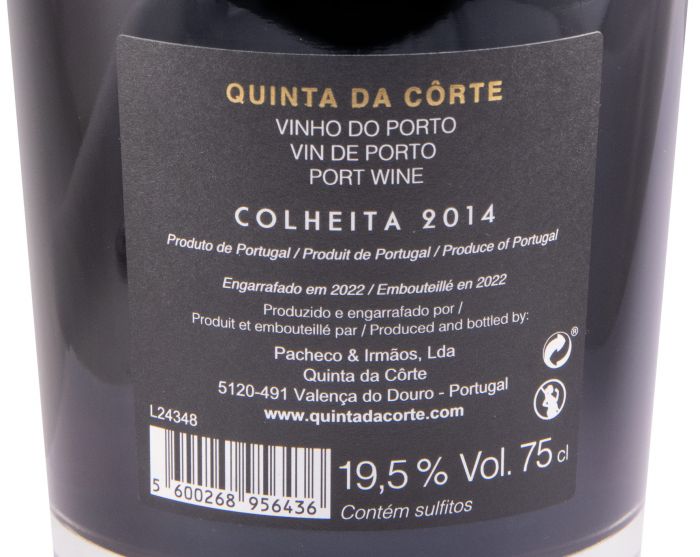 QUINTA DA CÔRTE
VINHO DO PORTO
VIN DE PORTO
PORT WINE
COLHEITA 2014
Produto de Portugal / Produit de Portugal / Produce of Portugal
Engarrafado em 2022 / Embouteillé en 2022
Produzido e engarrafado por /
Produit et embouteillé par / Produced and bottled by:
Pacheco & Irmãos, Lda
Quinta da Côrte
5120-491 Valença do Douro - Portugal
www.quintadacorte.com
L24348
5 600268 956436
19,5 % Vol. 75 cl
Contém sulfitos
®